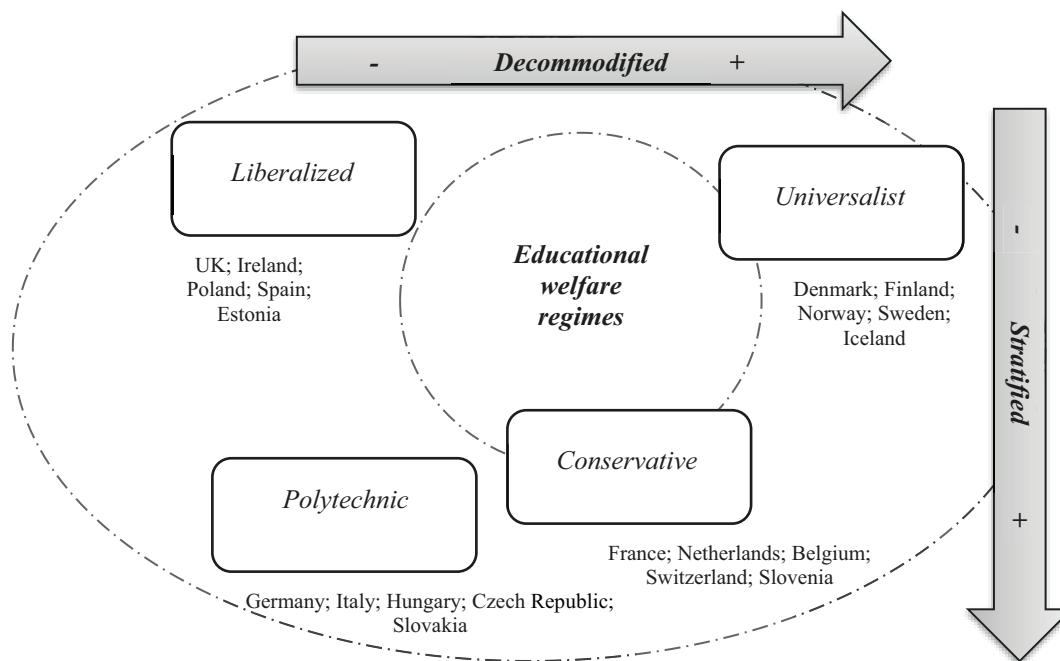 - Decommodified +
Liberalized
Universalist
UK; Ireland;
Poland; Spain;
Estonia
Educational
welfare
regimes
Denmark; Finland;
Norway; Sweden;
Iceland
- Stratified +
Conservative
Polytechnic
France; Netherlands; Belgium;
Switzerland; Slovenia
Germany; Italy; Hungary; Czech Republic;
Slovakia